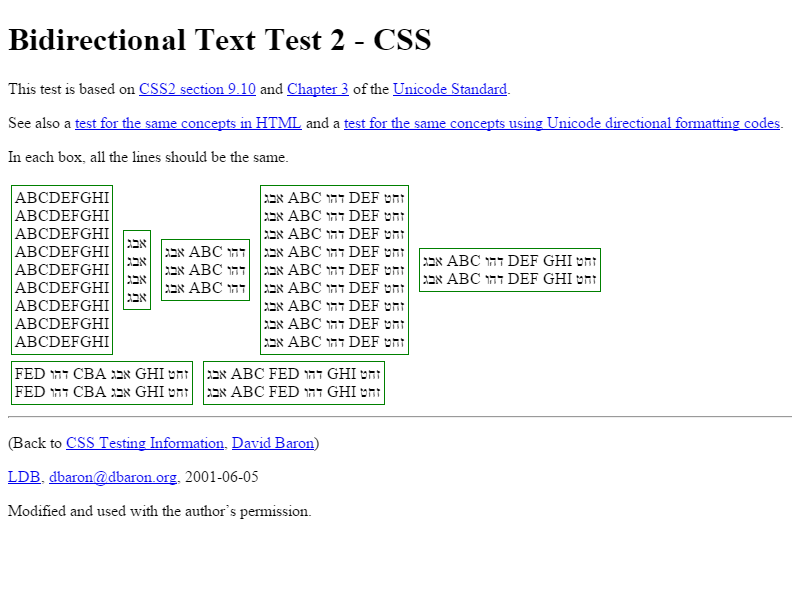 Bidirectional Text Test 2 - CSS
This test is based on CSS2 section 9.10 and Chapter 3 of the Unicode Standard.
See also a test for the same concepts in HTML and a test for the same concepts using Unicode directional formatting codes.
In each box, all the lines should be the same.
ABCDEFGHI
ABCDEFGHI
ABCDEFGHI
ABCDEFGHI
ABCDEFGHI
ABCDEFGHI
ABCDEFGHI
ABCDEFGHI
ABCDEFGHI
אבג
אבג
אבג
אבג
אבג ABC דהו
אבג ABC דהו
אבג ABC דהו
אבג ABC דהו DEF זחט
אבג ABC דהו DEF זחט
אבג ABC דהו DEF זחט
אבג ABC דהו DEF זחט
אבג ABC דהו DEF זחט
אבג ABC דהו DEF זחט
אבג ABC דהו DEF זחט
אבג ABC דהו DEF זחט
אבג ABC דהו DEF זחט
אבג ABC דהו DEF GHI זחט
אבג ABC דהו DEF GHI זחט
FED דהו CBA אבג GHI זחט
FED דהו CBA אבג GHI זחט
אבג ABC FED דהו GHI זחט
אבג ABC FED דהו GHI זחט
(Back to CSS Testing Information, David Baron)
LDB, dbaron@dbaron.org, 2001-06-05
Modified and used with the author's permission.